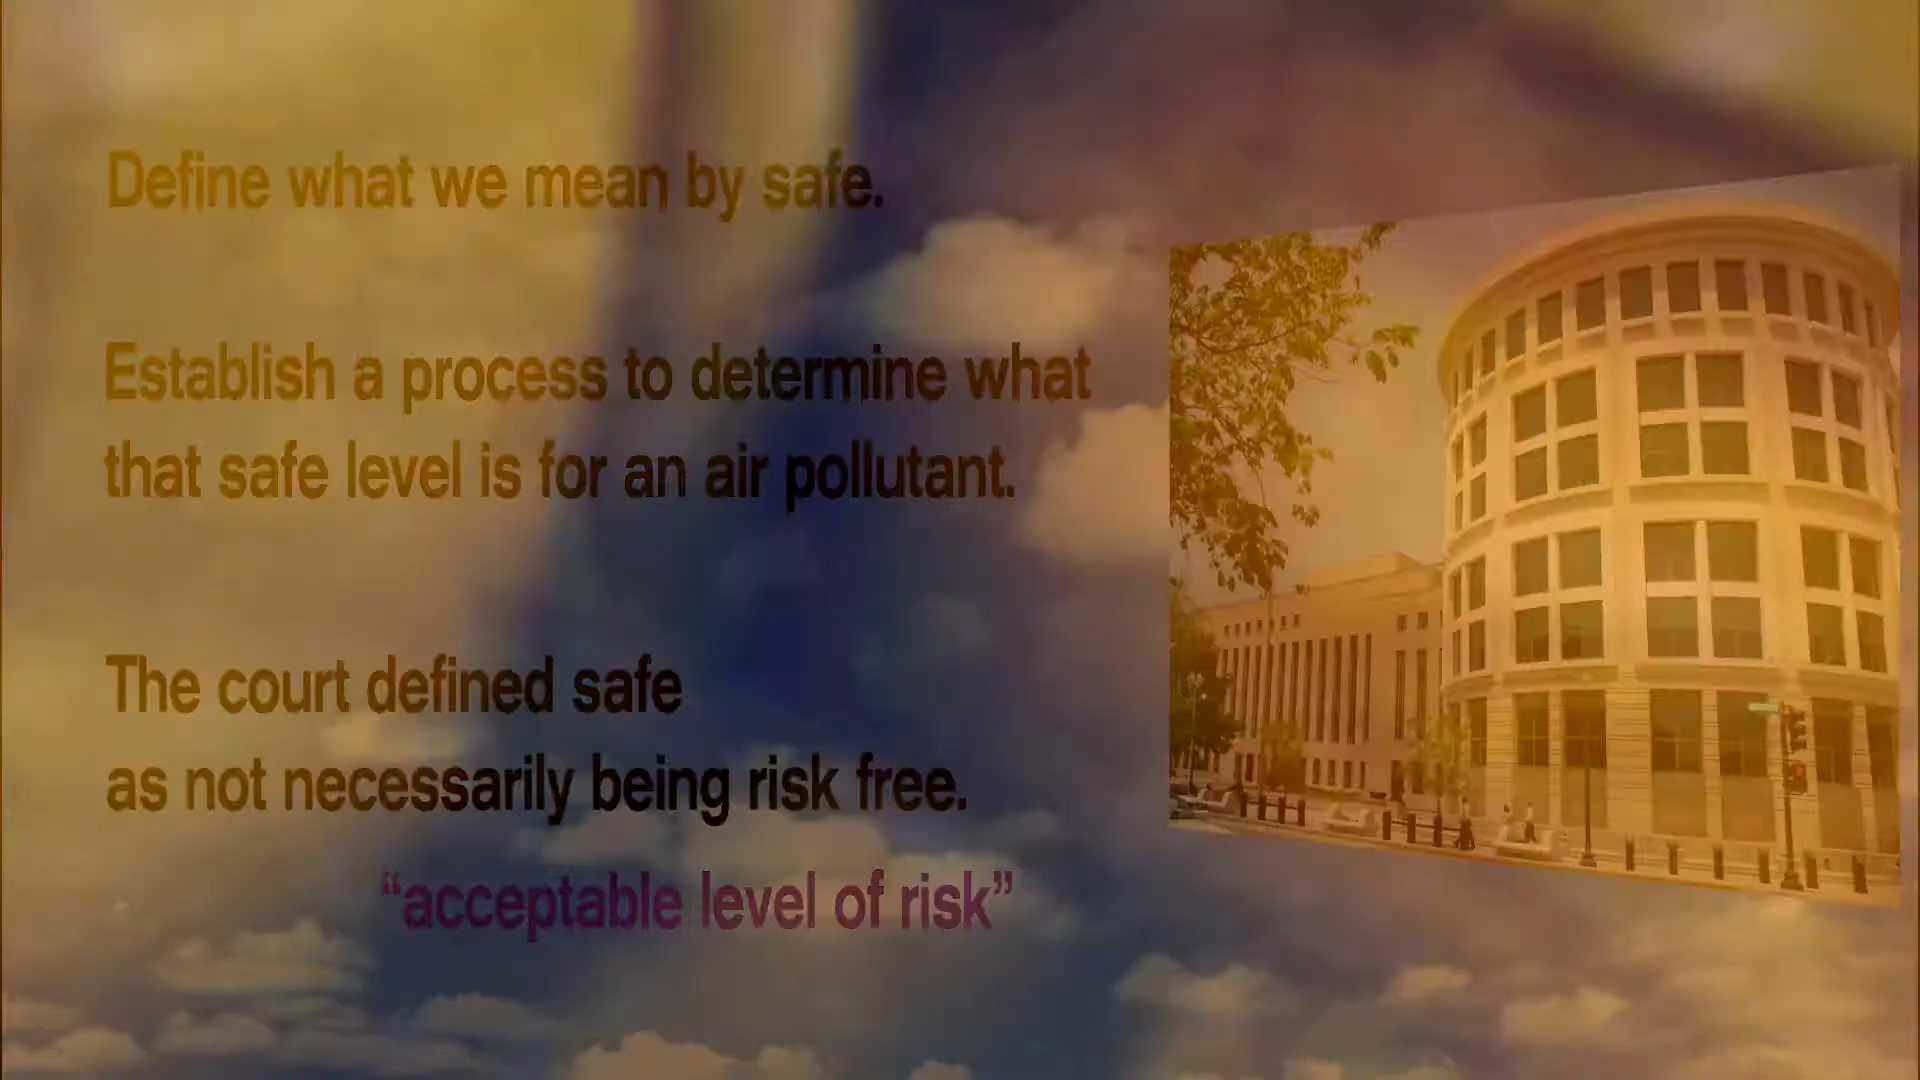 Define what we mean by safe.
Establish a process to determine what
that safe level is for an air pollutant.
The court defined safe
as not necessarily being risk free.
“acceptable level of risk”